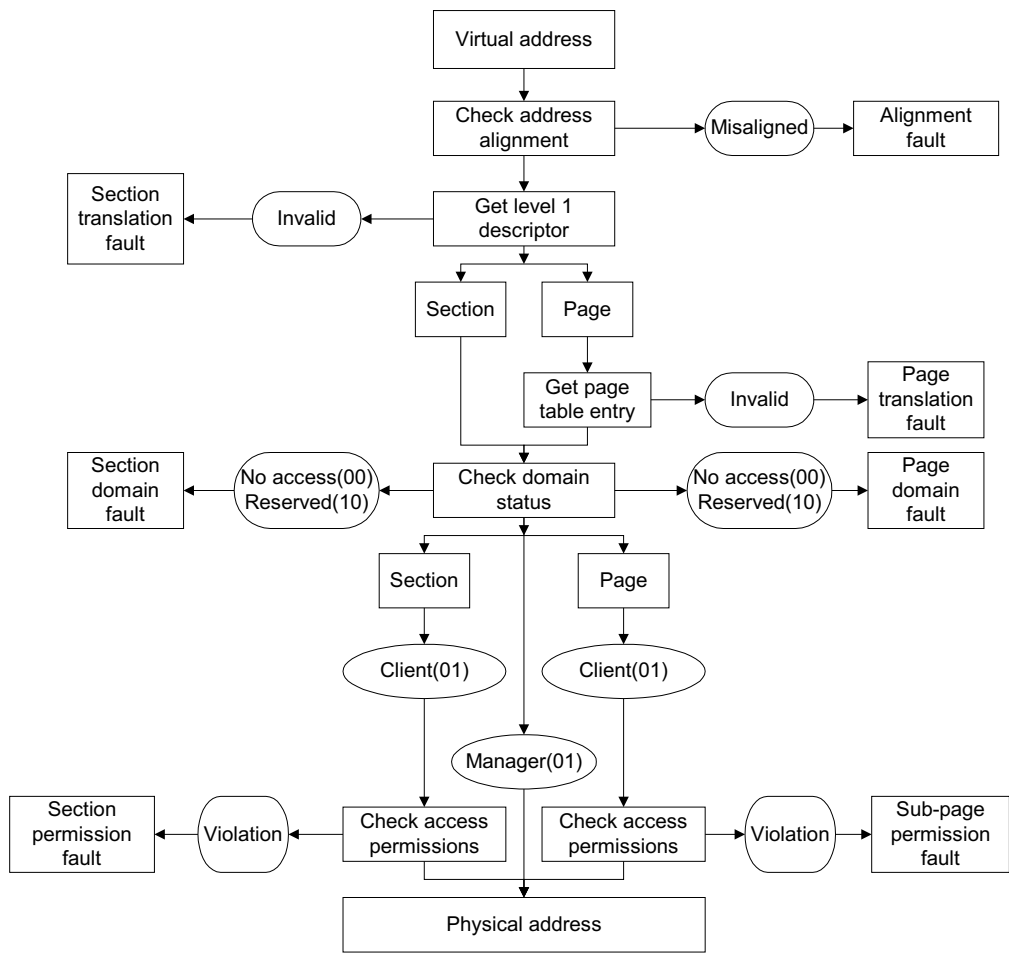 Virtual address
Check address
alignment
Misaligned
Alignment
fault
Section
translation
fault
Invalid
Get level 1
descriptor
Section
Page
Get page
table entry
Invalid
Page
translation
fault
Section
domain
fault
No access(00)
Reserved(10)
Check domain
status
No access(00)
Reserved(10)
Page
domain
fault
Section
Page
Client(01)
Client(01)
Manager(01)
Section
permission
fault
Violation
Check access
permissions
Check access
permissions
Violation
Sub-page
permission
fault
Physical address